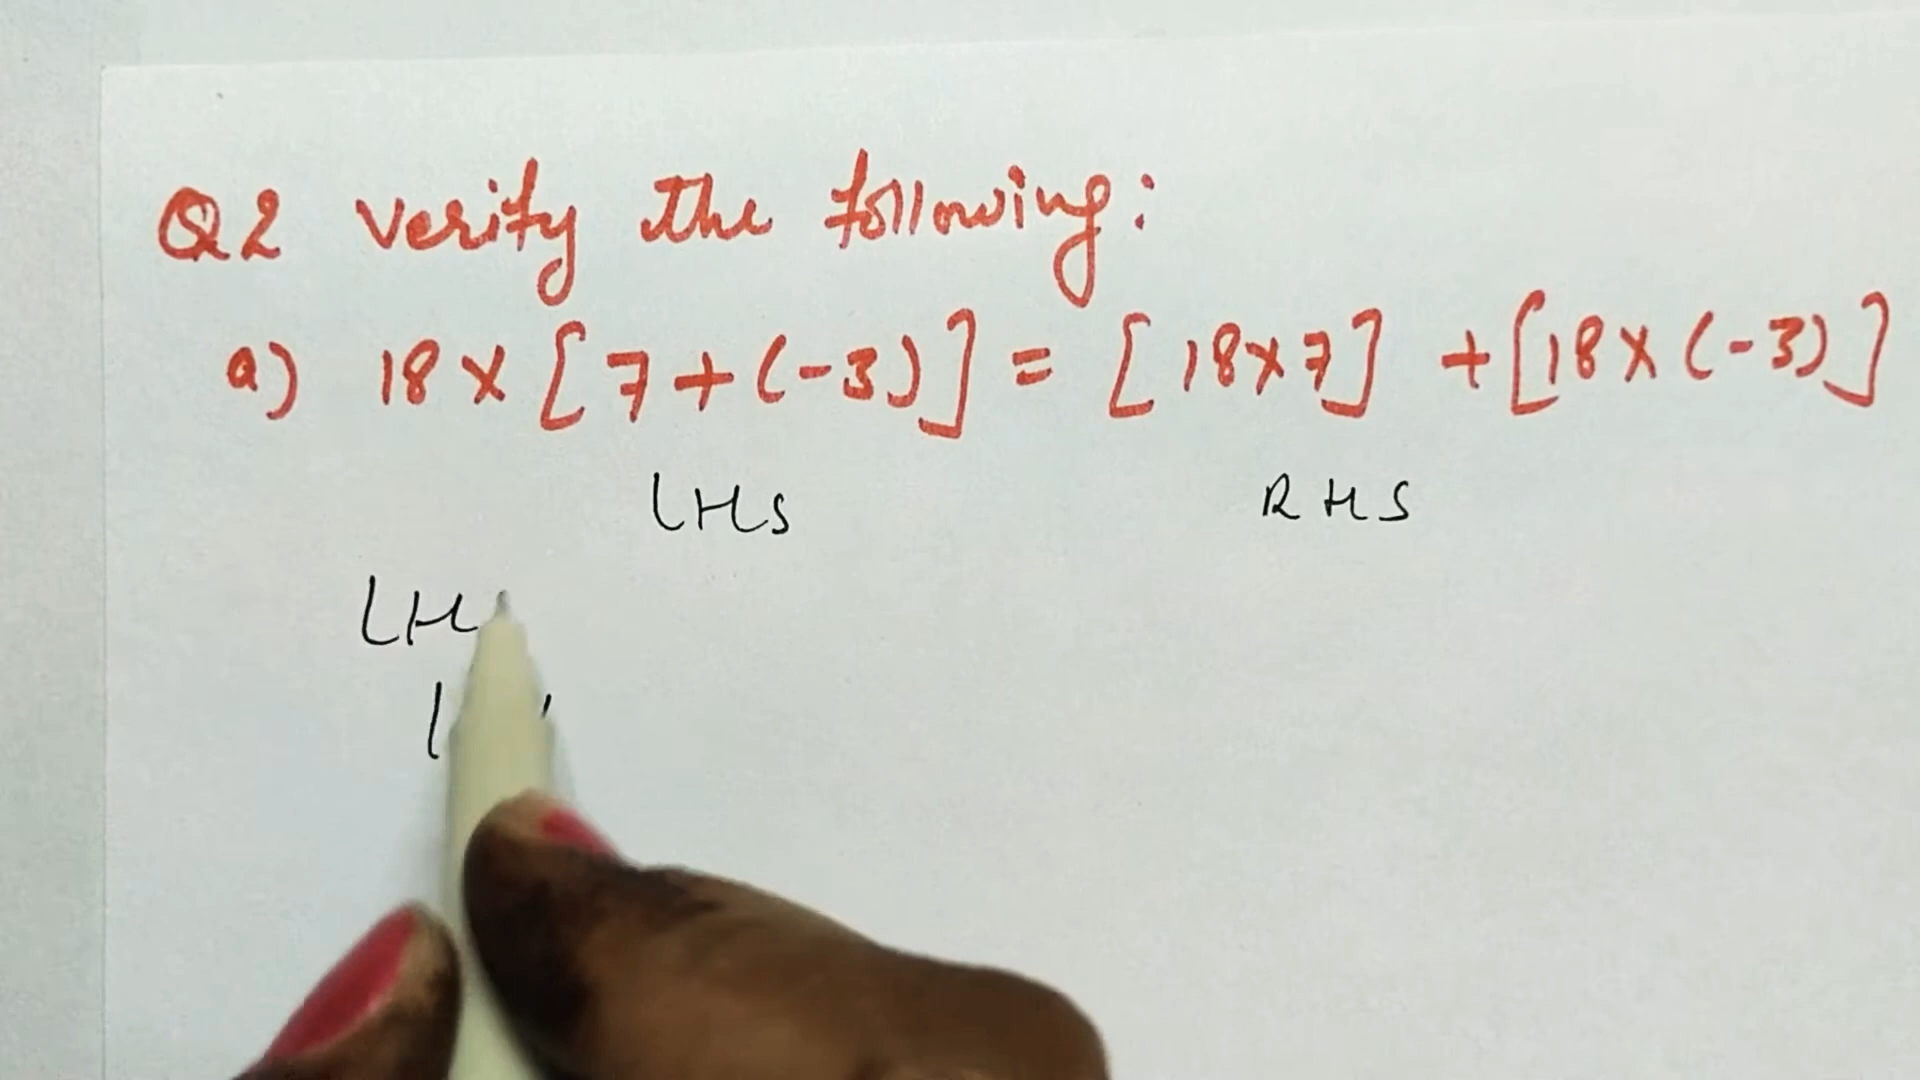 Q2 Verify the following:
a) 18 × [7 + (-3)] = [18×7] + [18 × (-3)]
LHS RHS
LH